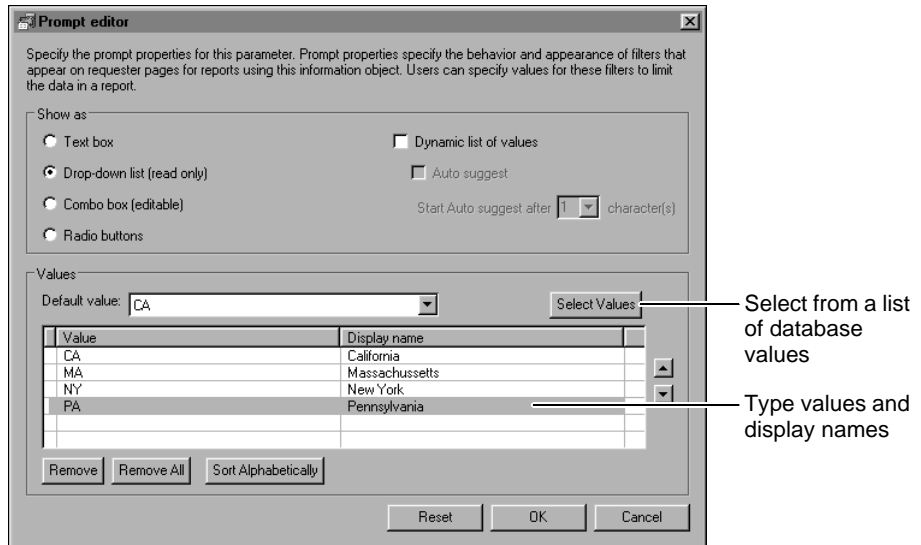 Prompt editor
Specify the prompt properties for this parameter. Prompt properties specify the behavior and appearance of filters that
appear on requester pages for reports using this information object. Users can specify values for these filters to limit
the data in a report.
Show as
Text box
Dynamic list of values
Drop-down list (read only)
Auto suggest
Combo box (editable)
Start Auto suggest after 1 character(s)
Radio buttons
Values
Default value: CA
Select Values
Value Display name
CA California
MA Massachussetts
NY New York
PA Pennsylvania
Remove Remove All Sort Alphabetically
Reset OK Cancel
Select from a list
of database
values
Type values and
display names